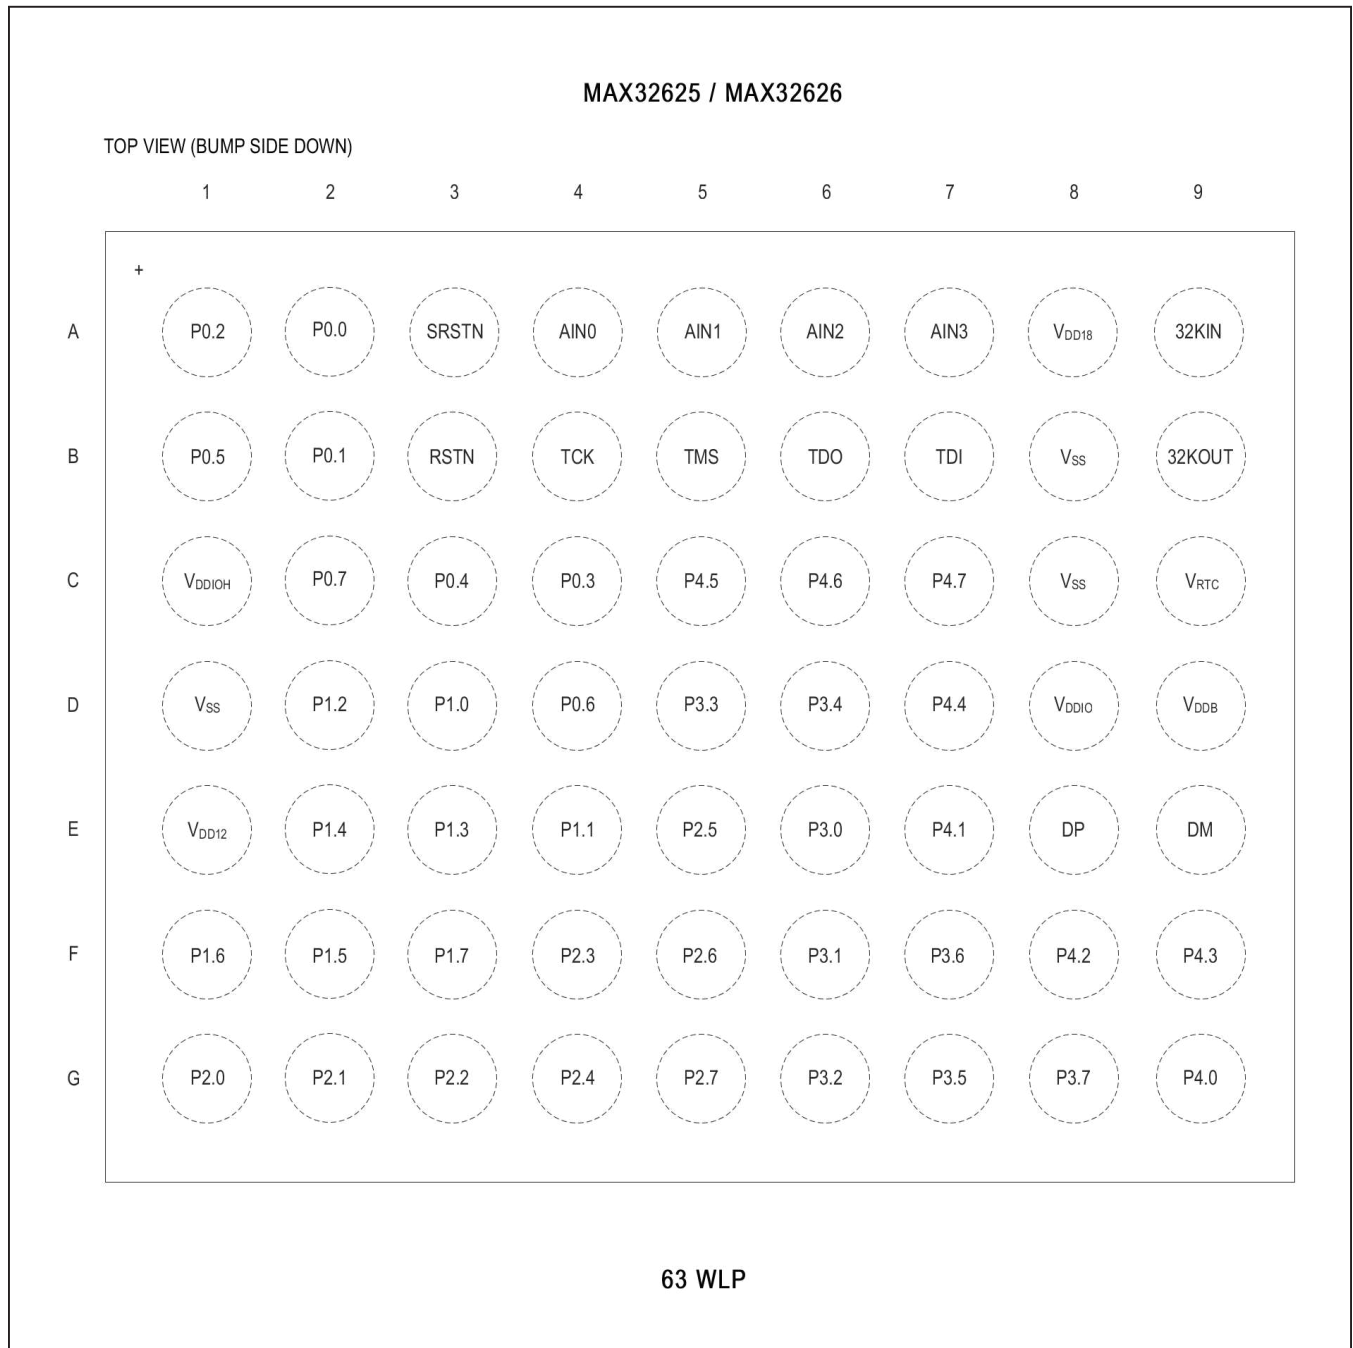 MAX32625 / MAX32626
TOP VIEW (BUMP SIDE DOWN)
1 2 3 4 5 6 7 8 9
+
A P0.2 P0.0 SRSTN AIN0 AIN1 AIN2 AIN3 VDD18 32KIN
B P0.5 P0.1 RSTN TCK TMS TDO TDI VSS 32KOUT
C VDDIOH P0.7 P0.4 P0.3 P4.5 P4.6 P4.7 VSS VRTC
D VSS P1.2 P1.0 P0.6 P3.3 P3.4 P4.4 VDDIO VDDB
E VDD12 P1.4 P1.3 P1.1 P2.5 P3.0 P4.1 DP DM
F P1.6 P1.5 P1.7 P2.3 P2.6 P3.1 P3.6 P4.2 P4.3
G P2.0 P2.1 P2.2 P2.4 P2.7 P3.2 P3.5 P3.7 P4.0
63 WLP